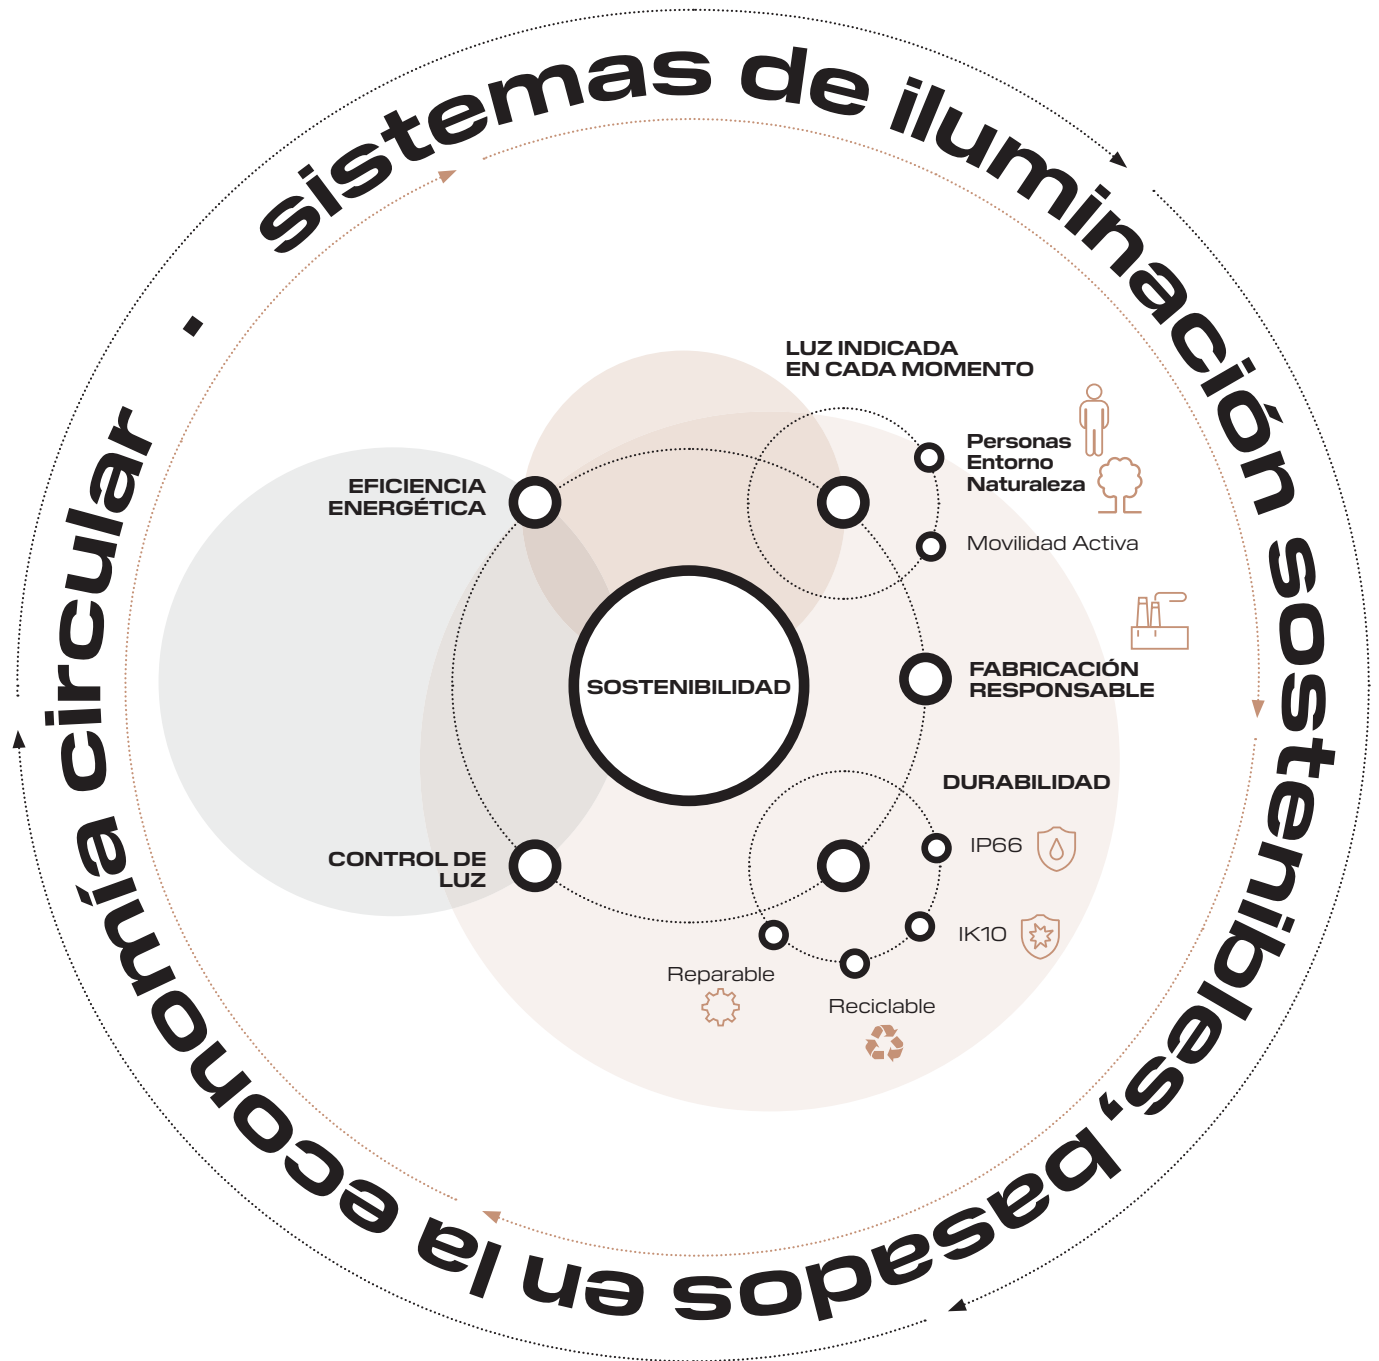 sistemas de iluminación sostenibles, basados en la economía circular ·
LUZ INDICADA
EN CADA MOMENTO
Personas
Entorno
Naturaleza
Movilidad Activa
EFICIENCIA
ENERGÉTICA
SOSTENIBILIDAD
FABRICACIÓN
RESPONSABLE
DURABILIDAD
IP66
IK10
CONTROL DE
LUZ
Reparable
Reciclable